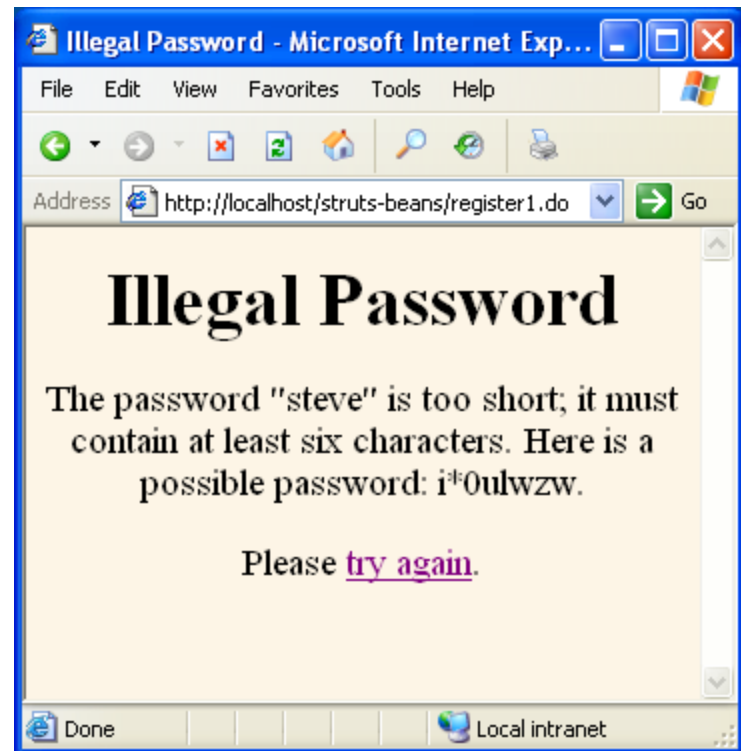 Illegal Password - Microsoft Internet Exp...
File Edit View Favorites Tools Help
Address http://localhost/struts-beans/register1.do Go
Illegal Password
The password "steve" is too short; it must
contain at least six characters. Here is a
possible password: i*0ulwzw.
Please try again.
Done Local intranet